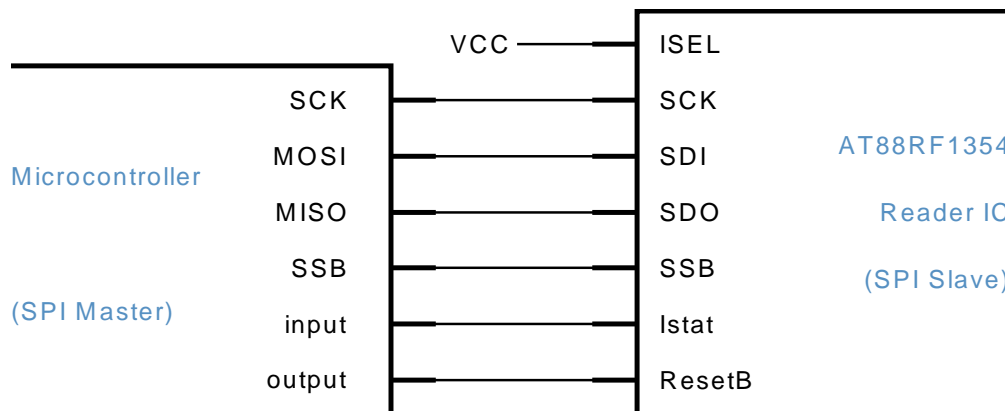 VCC ISEL
SCK SCK
MOSI SDI AT88RF1354
Microcontroller
MISO SDO Reader IC
SSB SSB
(SPI Slave)
(SPI Master)
input Istat
output ResetB